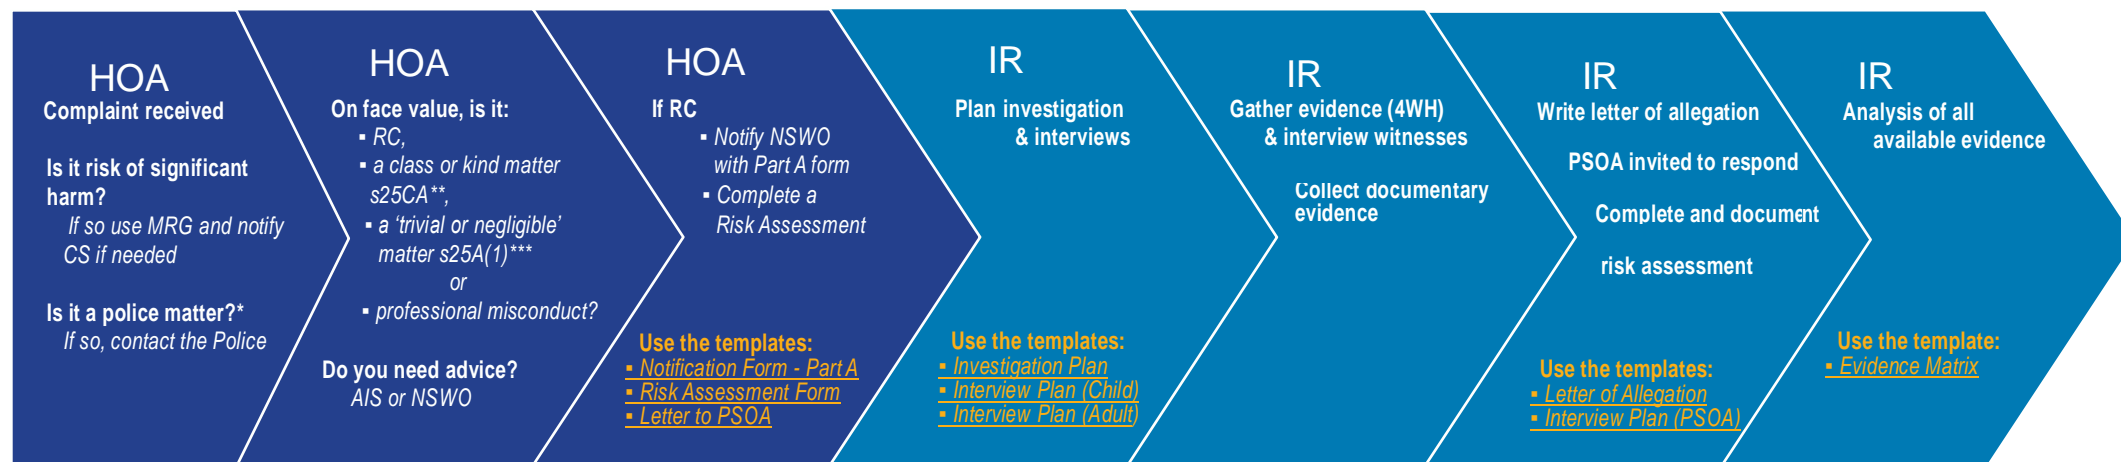 HOA
Complaint received
Is it risk of significant
harm?
If so use MRG and notify
CS if needed
Is it a police matter?*
If so, contact the Police
HOA
On face value, is it:
▪ RC,
▪ a class or kind matter
s25CA**,
▪ a ‘trivial or negligible’
matter s25A(1)***
or
▪ professional misconduct?
Do you need advice?
AIS or NSWO
HOA
If RC
▪ Notify NSWO
with Part A form
▪ Complete a
Risk Assessment
Use the templates:
▪ Notification Form - Part A
▪ Risk Assessment Form
▪ Letter to PSOA
IR
Plan investigation
& interviews
Use the templates:
▪ Investigation Plan
▪ Interview Plan (Child)
▪ Interview Plan (Adult)
IR
Gather evidence (4WH)
& interview witnesses
Collect documentary
evidence
IR
Write letter of allegation
PSOA invited to respond
Complete and document
risk assessment
Use the templates:
▪ Letter of Allegation
▪ Interview Plan (PSOA)
IR
Analysis of all
available evidence
Use the template:
▪ Evidence Matrix